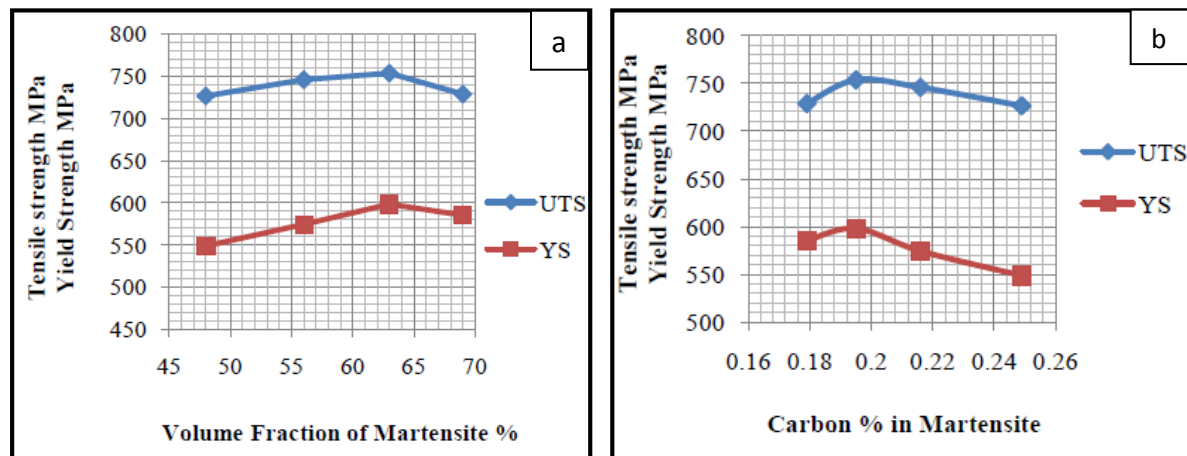 a
800
750
700
650
600
550
500
450
45 50 55 60 65 70
Tensile strength MPa
Yield Strength MPa
UTS
YS
Volume Fraction of Martensite %
b
800
750
700
650
600
550
500
0.16 0.18 0.2 0.22 0.24 0.26
Tensile strength MPa
Yield Strength MPa
UTS
YS
Carbon % in Martensite